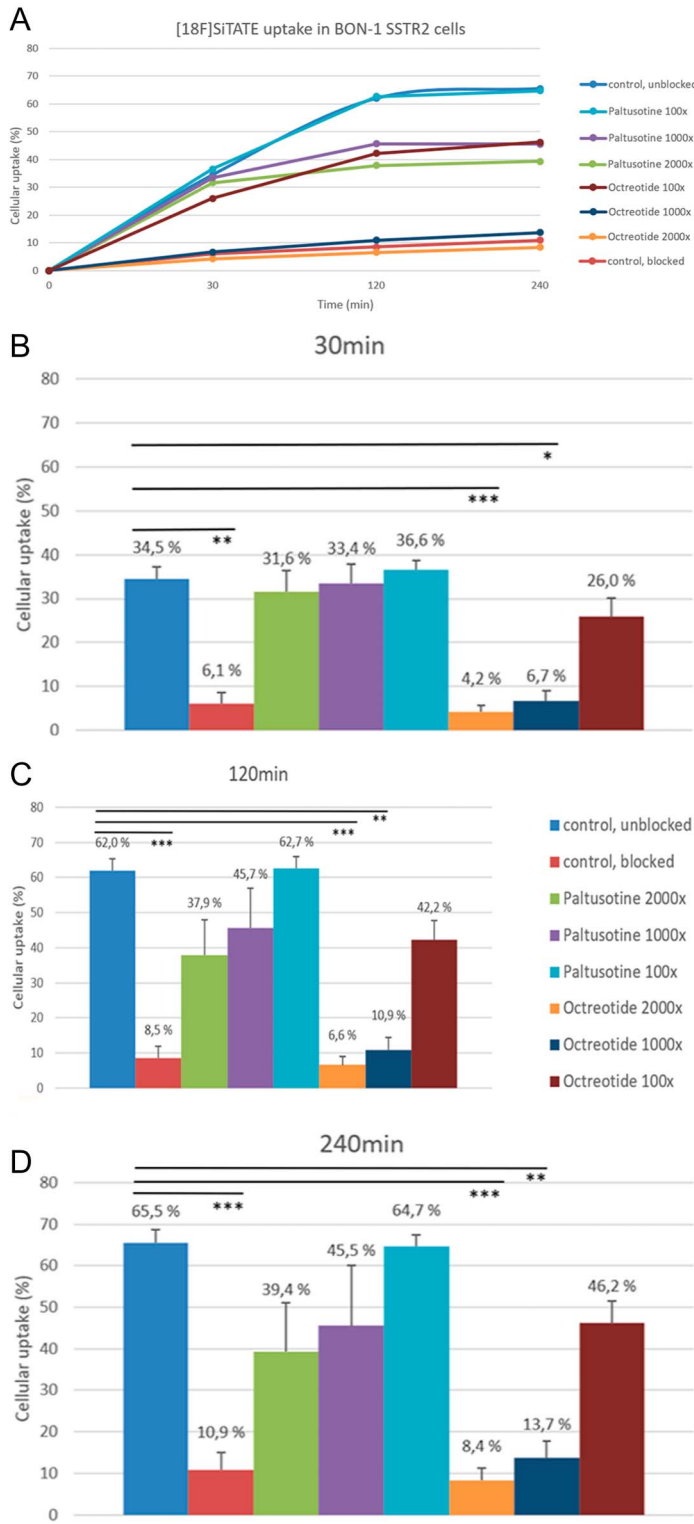 A
[18F]SiTATE uptake in BON-1 SSTR2 cells
80
70
60
50
40
30
20
10
0
Cellular uptake (%)
0 30 120 240
Time (min)
control, unblocked
Paltusotine 100x
Paltusotine 1000x
Paltusotine 2000x
Octreotide 100x
Octreotide 1000x
Octreotide 2000x
control, blocked
B
30min
80
70
60
50
40
30
20
10
0
Cellular uptake (%)
*
***
**
34,5 %
6,1 %
31,6 %
33,4 %
36,6 %
4,2 %
6,7 %
26,0 %
C
120min
80
70
60
50
40
30
20
10
0
Cellular uptake (%)
**
***
***
62,0 %
8,5 %
37,9 %
45,7 %
62,7 %
6,6 %
10,9 %
42,2 %
control, unblocked
control, blocked
Paltusotine 2000x
Paltusotine 1000x
Paltusotine 100x
Octreotide 2000x
Octreotide 1000x
Octreotide 100x
D
240min
80
70
60
50
40
30
20
10
0
Cellular uptake (%)
**
***
***
65,5 %
10,9 %
39,4 %
45,5 %
64,7 %
8,4 %
13,7 %
46,2 %